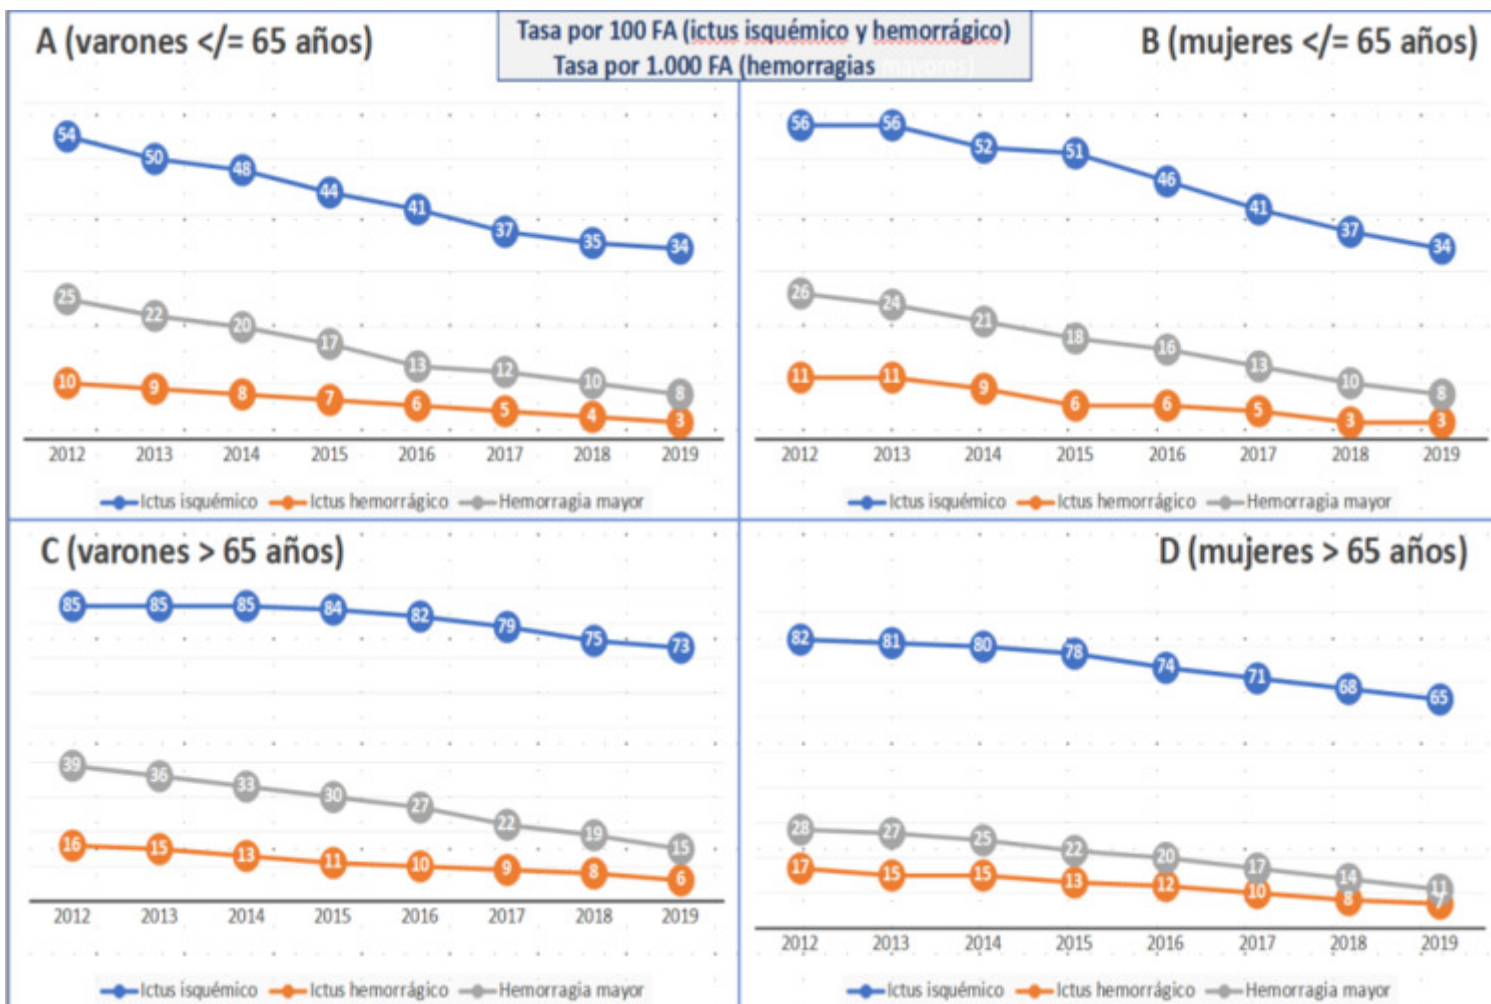 A (varones </= 65 años)
Tasa por 100 FA (ictus isquémico y hemorrágico)
Tasa por 1.000 FA (hemorragias mayores)
B (mujeres </= 65 años)
54 50 48 44 41 37 35 34
25 22 20 17 13 12 10 8
10 9 8 7 6 5 4 3
2012 2013 2014 2015 2016 2017 2018 2019
Ictus isquémico Ictus hemorrágico Hemorragia mayor
56 56 52 51 46 41 37 34
26 24 21 18 16 13 10 8
11 11 9 6 6 5 3 3
2012 2013 2014 2015 2016 2017 2018 2019
Ictus isquémico Ictus hemorrágico Hemorragia mayor
C (varones > 65 años)
85 85 85 84 82 79 75 73
39 36 33 30 27 22 19 15
16 15 13 11 10 9 8 6
2012 2013 2014 2015 2016 2017 2018 2019
Ictus isquémico Ictus hemorrágico Hemorragia mayor
D (mujeres > 65 años)
82 81 80 78 74 71 68 65
28 27 25 22 20 17 14 11
17 15 15 13 12 10 8 7
2012 2013 2014 2015 2016 2017 2018 2019
Ictus isquémico Ictus hemorrágico Hemorragia mayor